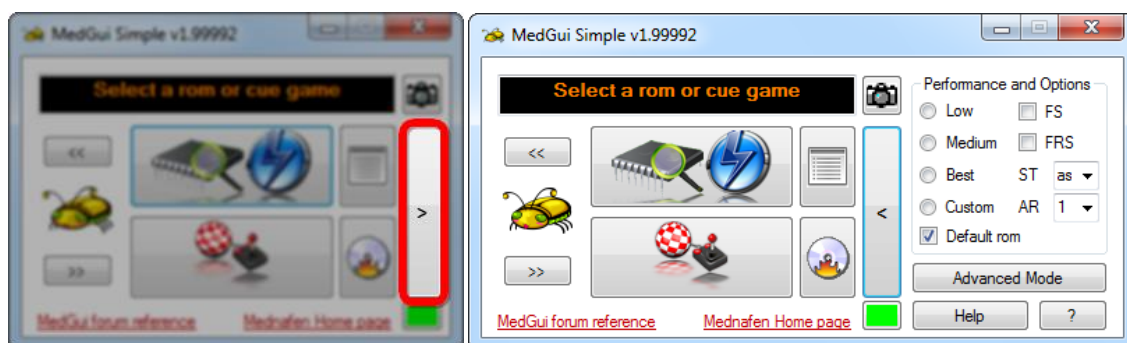 MedGui Simple v1.99992
Select a rom or cue game
<<
>
>>
MedGui forum reference
Mednafen Home page
MedGui Simple v1.99992
Select a rom or cue game
<<
<
>>
MedGui forum reference
Mednafen Home page
Performance and Options
Low
FS
Medium
FRS
Best
ST
as
Custom
AR
1
Default rom
Advanced Mode
Help
?